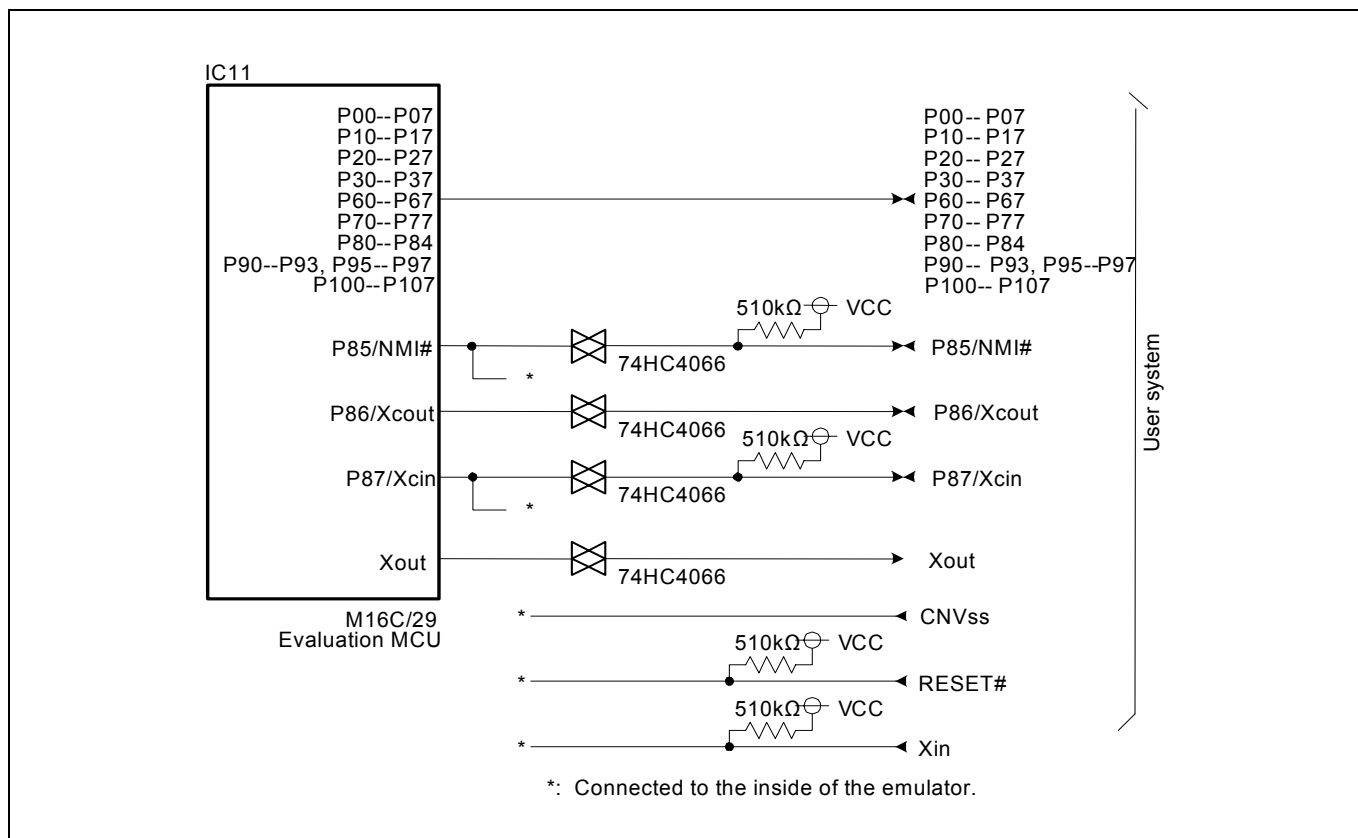 IC11
P00--P07
P10--P17
P20--P27
P30--P37
P60--P67
P70--P77
P80--P84
P90--P93, P95--P97
P100--P107
P00-- P07
P10-- P17
P20-- P27
P30-- P37
P60-- P67
P70-- P77
P80-- P84
P90-- P93, P95--P97
P100-- P107
510kΩ VCC
P85/NMI# 74HC4066 P85/NMI#
*
P86/Xcout 74HC4066 P86/Xcout
510kΩ VCC
P87/Xcin 74HC4066 P87/Xcin
*
Xout 74HC4066 Xout
M16C/29
Evaluation MCU
* CNVss
510kΩ VCC
* RESET#
510kΩ VCC
* Xin
User system
*: Connected to the inside of the emulator.